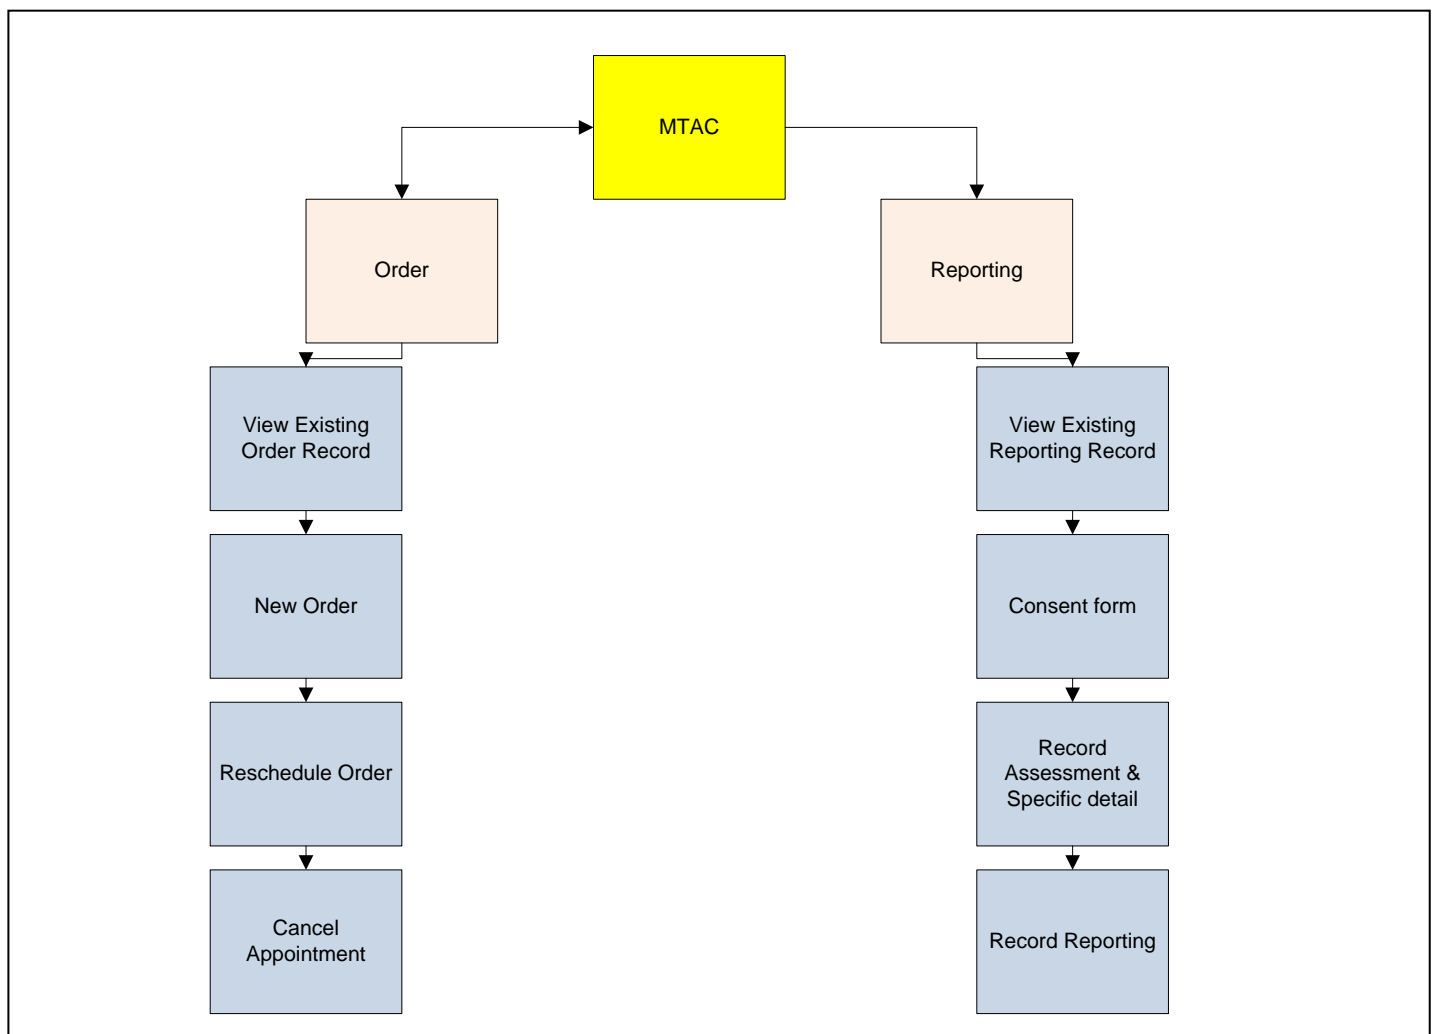 MTAC
Order
Reporting
View Existing
Order Record
View Existing
Reporting Record
New Order
Consent form
Reschedule Order
Record
Assessment &
Specific detail
Cancel
Appointment
Record Reporting